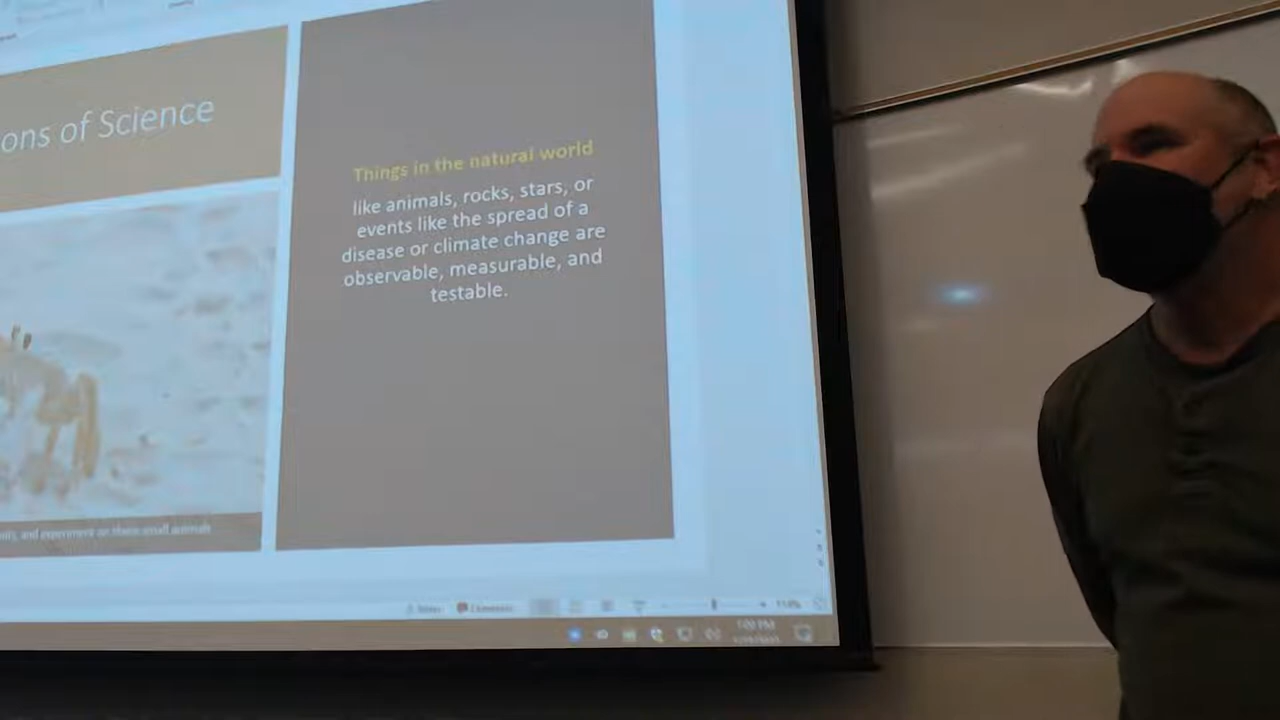 ons of Science
Things in the natural world
like animals, rocks, stars, or
events like the spread of a
disease or climate change are
observable, measurable, and
testable.
and experiment on these small animals